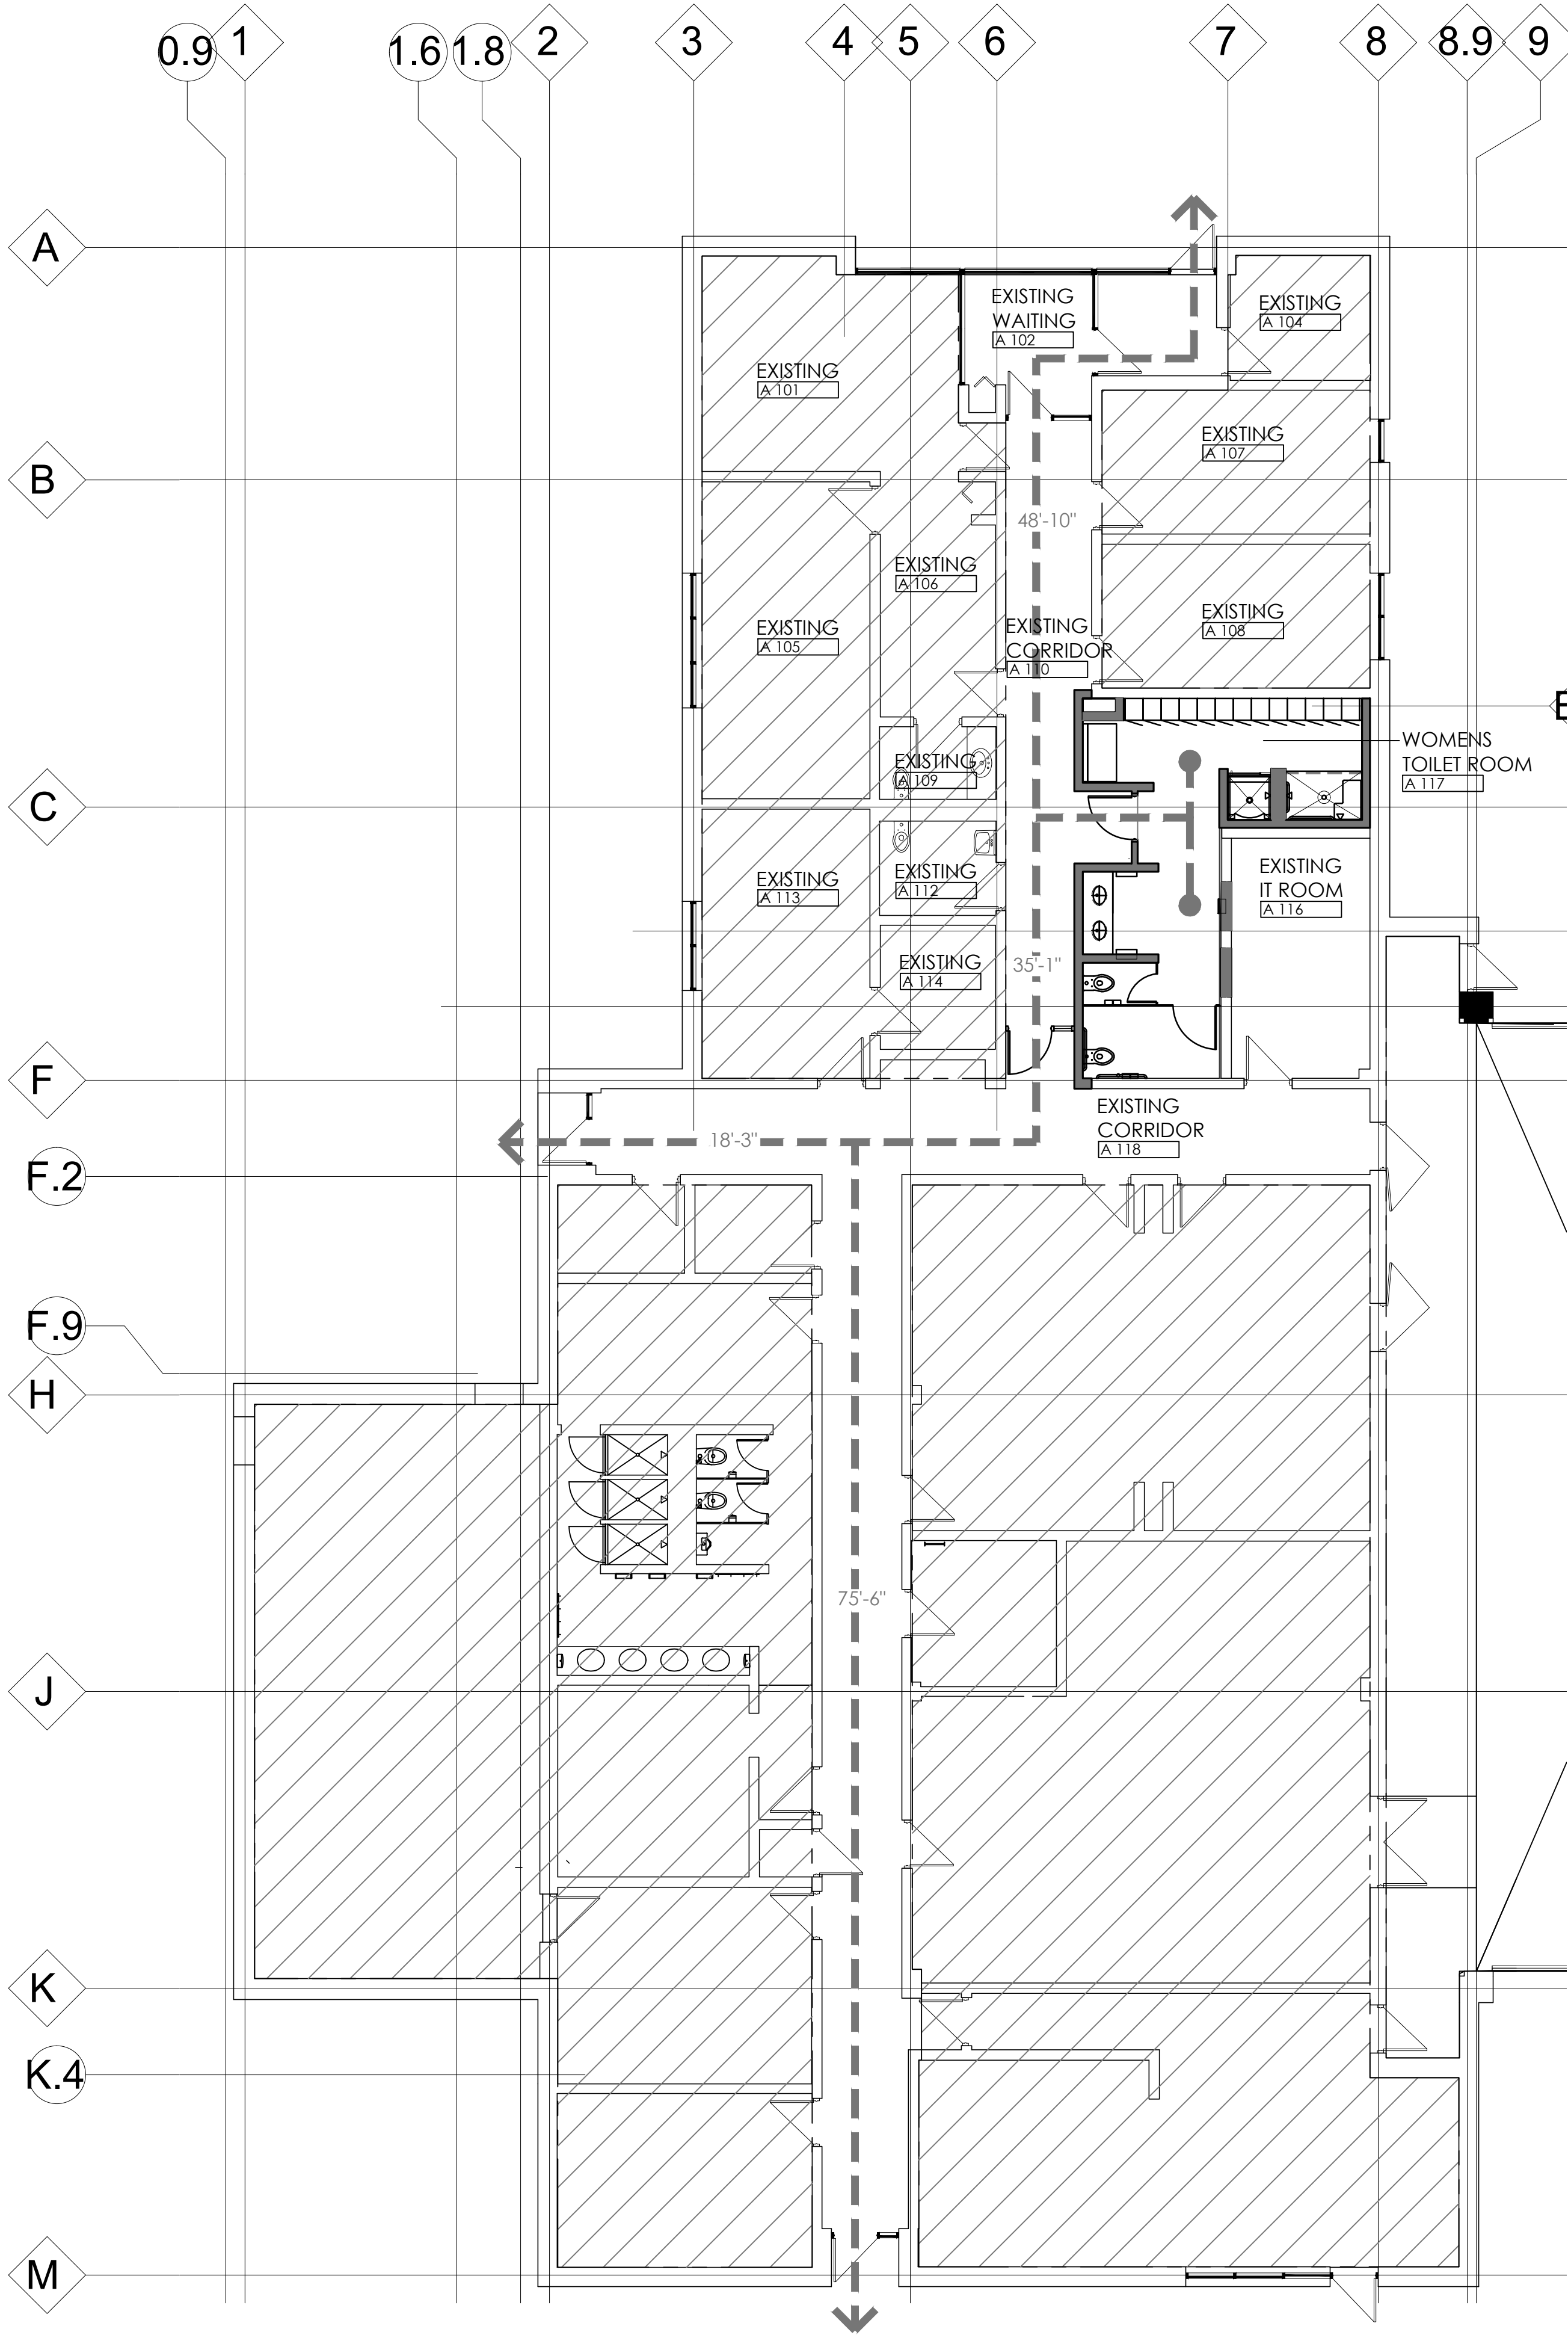 0.9
1
1.6
1.8
2
3
4
5
6
7
8
8.9
9
A
EXISTING
WAITING
A 102
EXISTING
A 104
EXISTING
A 101
EXISTING
A 107
B
48'-10"
EXISTING
A 106
EXISTING
A 105
EXISTING
CORRIDOR
A 110
EXISTING
A 108
WOMENS
TOILET ROOM
A 117
EXISTING
A 109
C
EXISTING
A 113
EXISTING
A 112
EXISTING
IT ROOM
A 116
EXISTING
A 114
35'-1"
F
EXISTING
CORRIDOR
A 118
18'-3"
F.2
F.9
H
75'-6"
J
K
K.4
M